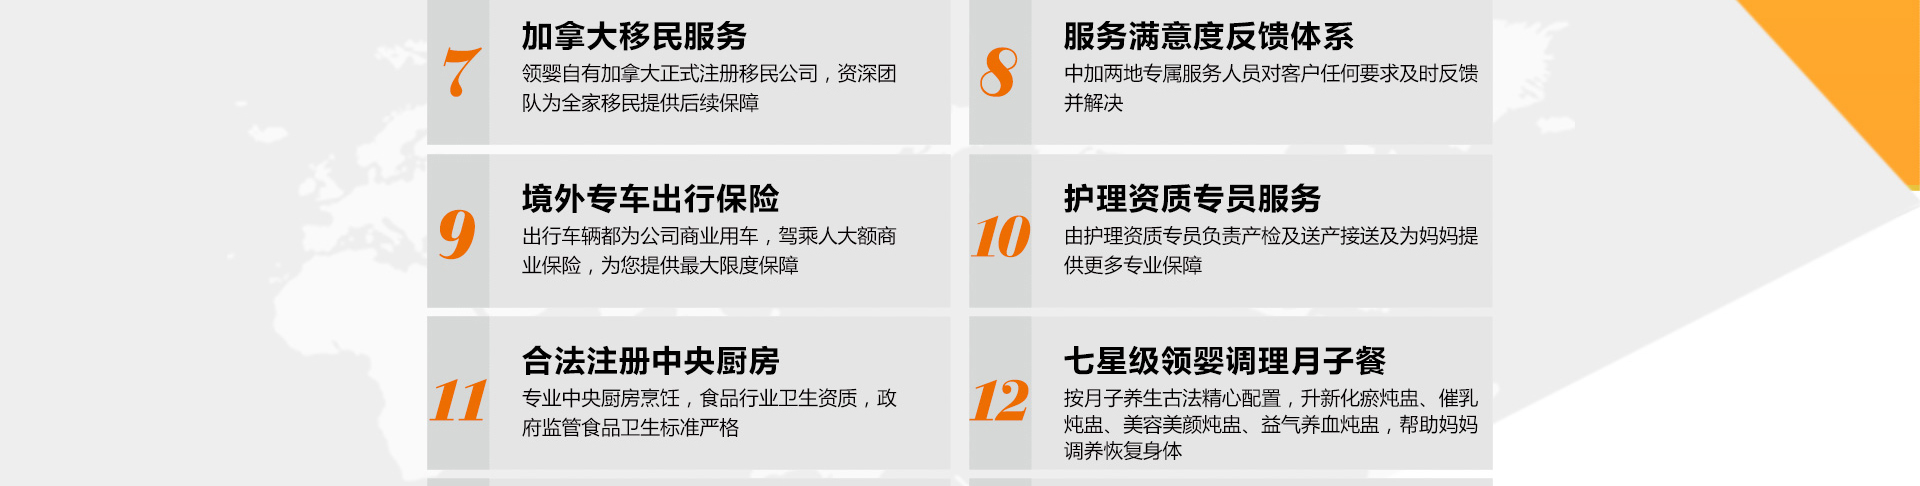 7
加拿大移民服务
领婴自有加拿大正式注册移民公司，资深团
队为全家移民提供后续保障
8
服务满意度反馈体系
中加两地专属服务人员对客户任何要求及时反馈
并解决
9
境外专车出行保险
出行车辆都为公司商业用车，驾乘人大额商
业保险，为您提供最大限度保障
10
护理资质专员服务
由护理资质专员负责产检及送产接送及为妈妈提
供更多专业保障
11
合法注册中央厨房
专业中央厨房烹饪，食品行业卫生资质，政
府监管食品卫生标准严格
12
七星级领婴调理月子餐
按月子养生古法精心配置，升新化瘀炖盅、催乳
炖盅、美容美颜炖盅、益气养血炖盅，帮助妈妈
调养恢复身体